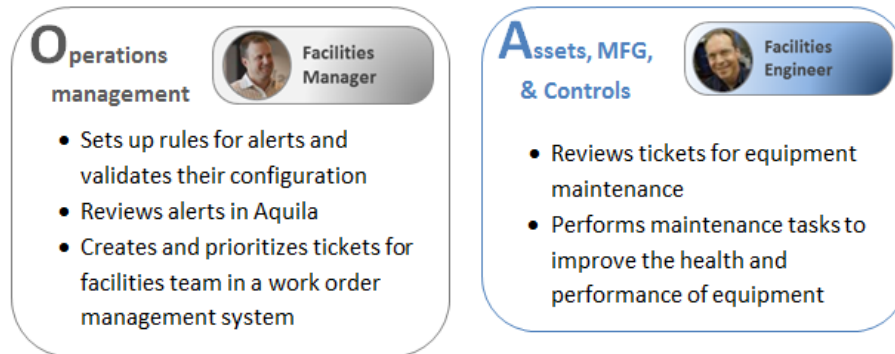 Operations
management
Facilities
Manager
• Sets up rules for alerts and
validates their configuration
• Reviews alerts in Aquila
• Creates and prioritizes tickets for
facilities team in a work order
management system
Assets, MFG,
& Controls
Facilities
Engineer
• Reviews tickets for equipment
maintenance
• Performs maintenance tasks to
improve the health and
performance of equipment